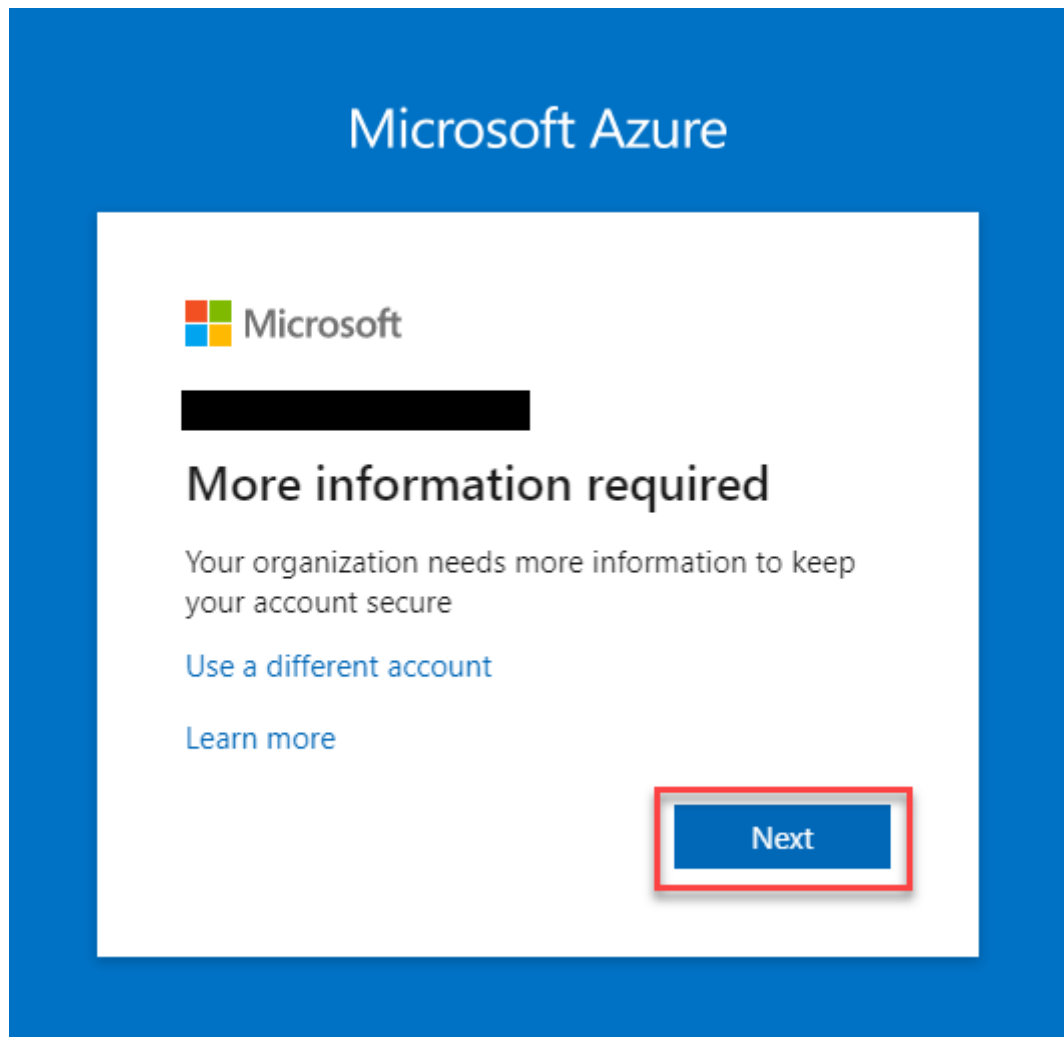 Microsoft Azure
Microsoft
More information required
Your organization needs more information to keep
your account secure
Use a different account
Learn more
Next